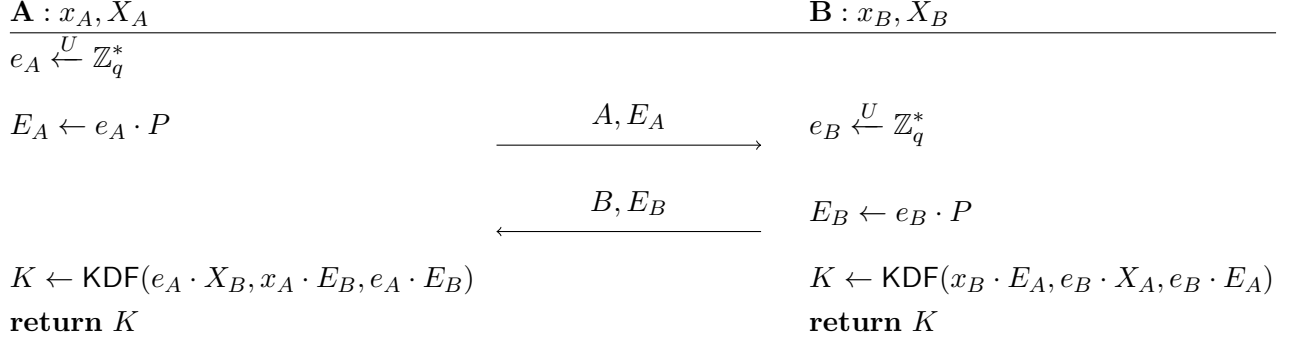 A : x_A, X_A B : x_B, X_B
e_A ←^U ℤ_q^*
E_A ← e_A · P A, E_A e_B ←^U ℤ_q^*
B, E_B E_B ← e_B · P
K ← KDF(e_A · X_B, x_A · E_B, e_A · E_B) K ← KDF(x_B · E_A, e_B · X_A, e_B · E_A)
return K return K